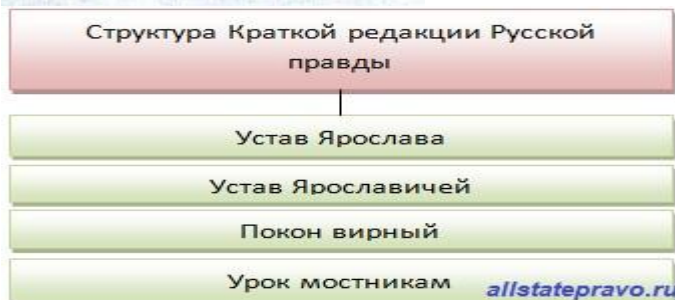 Структура Краткой редакции Русской
правды
Устав Ярослава
Устав Ярославичей
Покон вирный
Урок мостникам
allstatepravo.ru